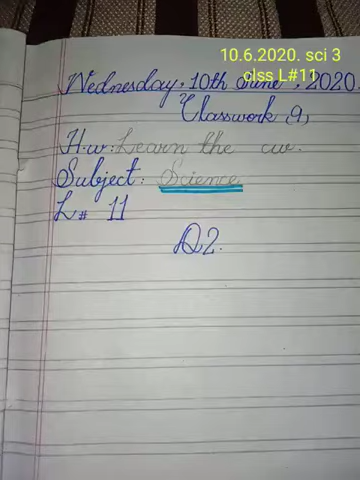 10.6.2020. sci 3
clss L#11
Wednesday, 10th June, 2020.
Classwork (9)
H.w: Learn the cw.
Subject: Science
L# 11
Q2.